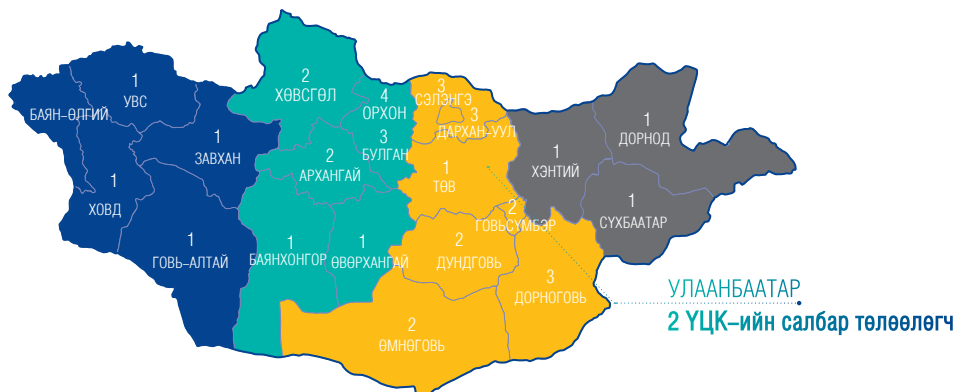 1
УВС
БАЯН-ӨЛГИЙ
1
ЗАВХАН
1
ХОВД
1
ГОВЬ-АЛТАЙ
2
ХӨВСГӨЛ
4
ОРХОН
3
БУЛГАН
2
АРХАНГАЙ
1
БАЯНХОНГОР
1
ӨВӨРХАНГАЙ
3
СЭЛЭНГЭ
3
ДАРХАН-УУЛ
1
ТӨВ
2
ГОВЬСҮМБЭР
2
ДУНДГОВЬ
3
ДОРНОГОВЬ
2
ӨМНӨГОВЬ
1
ХЭНТИЙ
1
ДОРНОД
1
СҮХБААТАР
УЛААНБААТАР
2 ҮЦК-ийн салбар төлөөлөгч